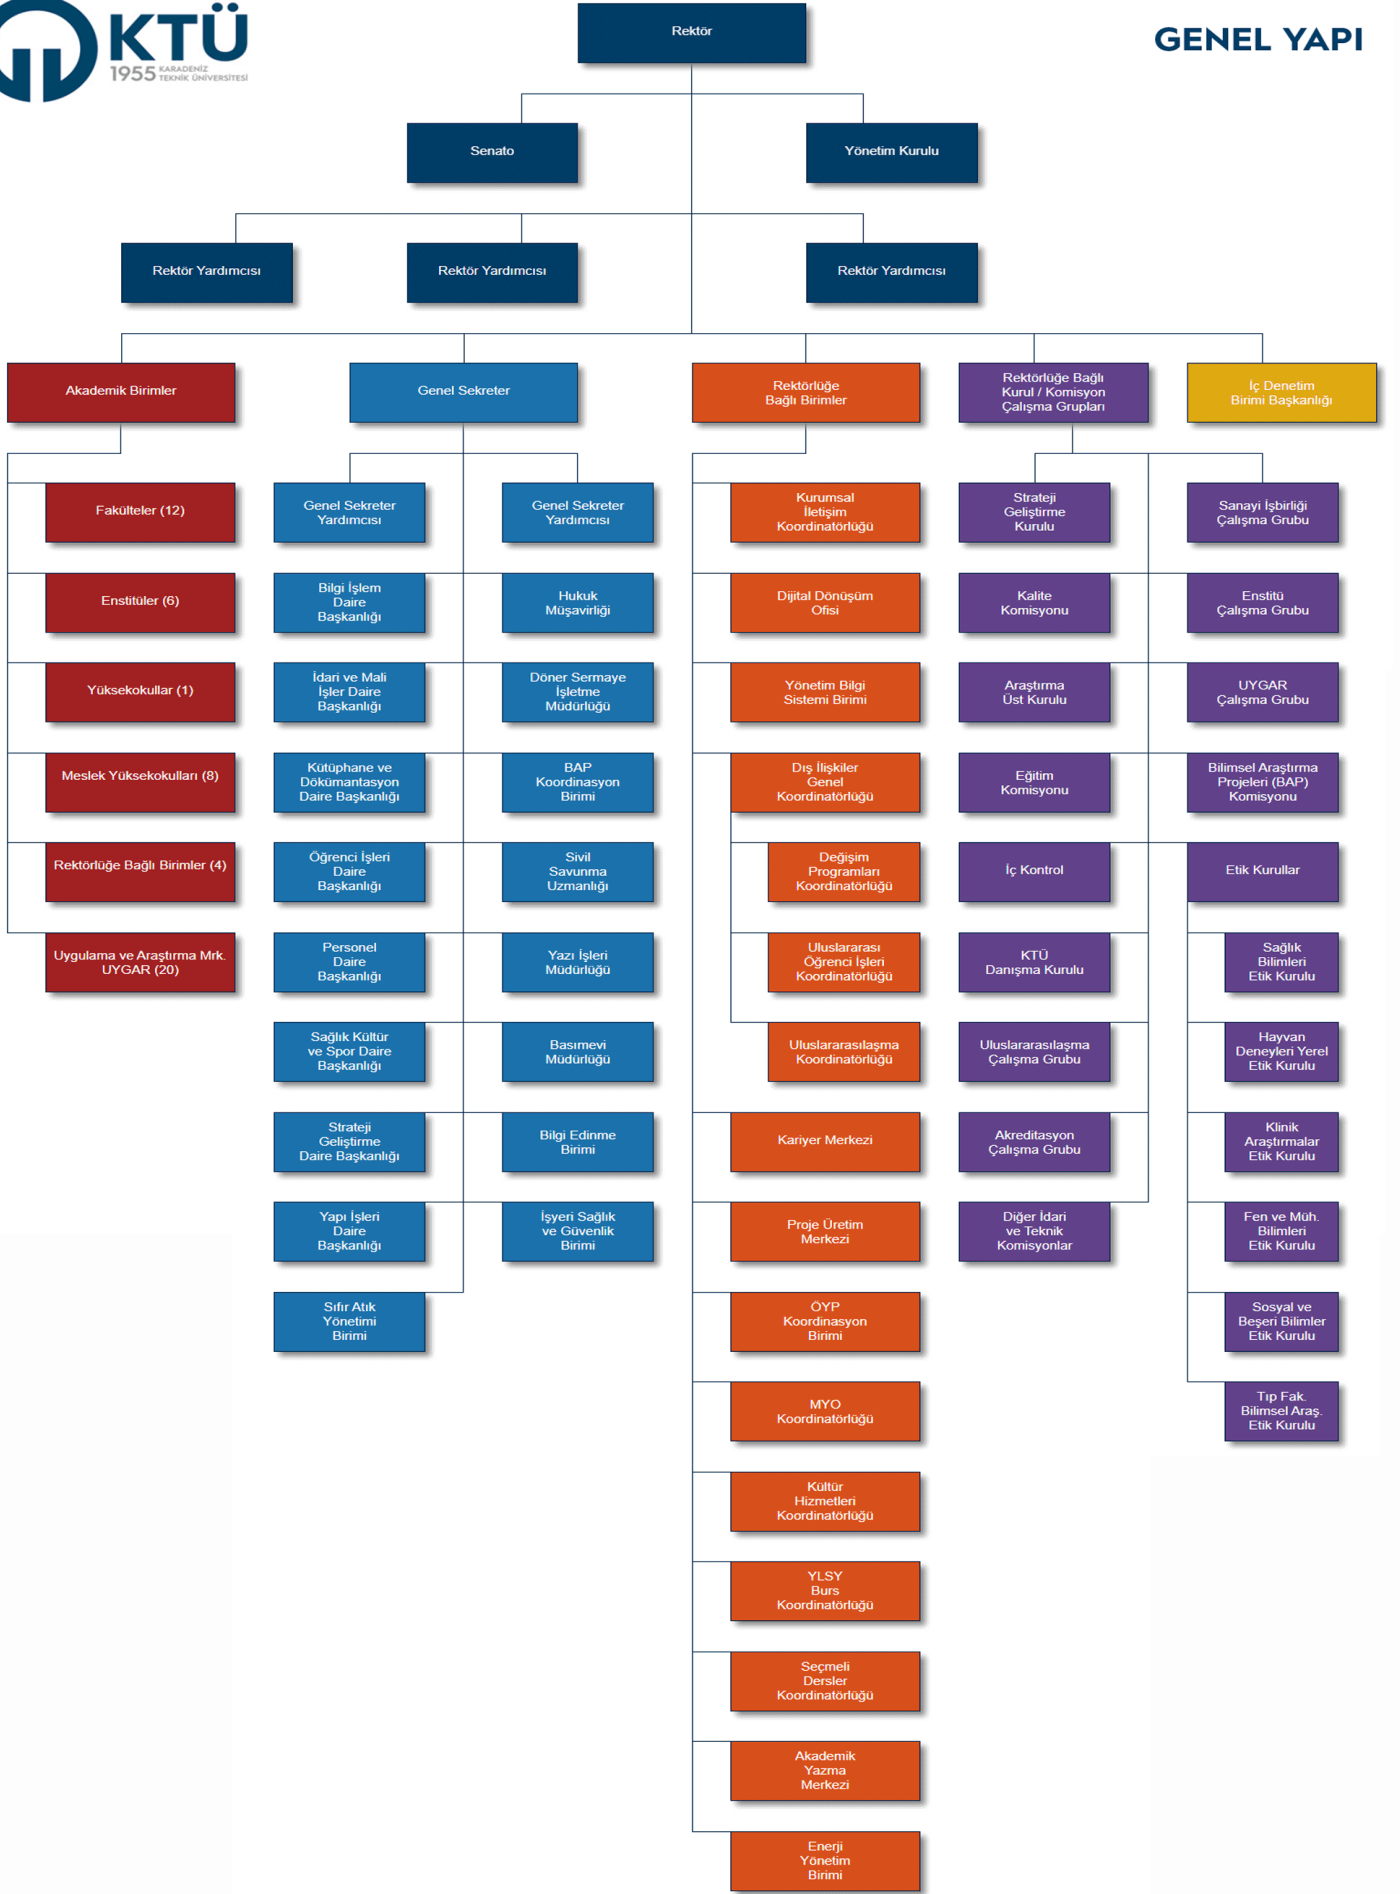 KTÜ
1955 KARADENİZ
TEKNİK ÜNİVERSİTESİ
GENEL YAPI
Rektör
Senato
Yönetim Kurulu
Rektör Yardımcısı
Rektör Yardımcısı
Rektör Yardımcısı
Akademik Birimler
Fakülteler (12)
Enstitüler (6)
Yüksekokullar (1)
Meslek Yüksekokulları (8)
Rektörlüğe Bağlı Birimler (4)
Uygulama ve Araştırma Mrk.
UYGAR (20)
Genel Sekreter
Genel Sekreter
Yardımcısı
Genel Sekreter
Yardımcısı
Bilgi İşlem
Daire
Başkanlığı
Hukuk
Müşavirliği
İdari ve Mali
İşler Daire
Başkanlığı
Döner Sermaye
İşletme
Müdürlüğü
Kütüphane ve
Dökümantasyon
Daire Başkanlığı
BAP
Koordinasyon
Birimi
Öğrenci İşleri
Daire
Başkanlığı
Sivil
Savunma
Uzmanlığı
Personel
Daire
Başkanlığı
Yazı İşleri
Müdürlüğü
Sağlık Kültür
ve Spor Daire
Başkanlığı
Basımevi
Müdürlüğü
Strateji
Geliştirme
Daire Başkanlığı
Bilgi Edinme
Birimi
Yapı İşleri
Daire
Başkanlığı
İşyeri Sağlık
ve Güvenlik
Birimi
Sıfır Atık
Yönetimi
Birimi
Rektörlüğe
Bağlı Birimler
Kurumsal
İletişim
Koordinatörlüğü
Dijital Dönüşüm
Ofisi
Yönetim Bilgi
Sistemi Birimi
Dış İlişkiler
Genel
Koordinatörlüğü
Değişim
Programları
Koordinatörlüğü
Uluslararası
Öğrenci İşleri
Koordinatörlüğü
Uluslararasılaşma
Koordinatörlüğü
Kariyer Merkezi
Proje Üretim
Merkezi
ÖYP
Koordinasyon
Birimi
MYO
Koordinatörlüğü
Kültür
Hizmetleri
Koordinatörlüğü
YLSY
Burs
Koordinatörlüğü
Seçmeli
Dersler
Koordinatörlüğü
Akademik
Yazma
Merkezi
Enerji
Yönetim
Birimi
Rektörlüğe Bağlı
Kurul / Komisyon
Çalışma Grupları
Strateji
Geliştirme
Kurulu
Sanayi İşbirliği
Çalışma Grubu
Kalite
Komisyonu
Enstitü
Çalışma Grubu
Araştırma
Üst Kurulu
UYGAR
Çalışma Grubu
Eğitim
Komisyonu
Bilimsel Araştırma
Projeleri (BAP)
Komisyonu
İç Kontrol
Etik Kurullar
KTÜ
Danışma Kurulu
Sağlık
Bilimleri
Etik Kurulu
Uluslararasılaşma
Çalışma Grubu
Hayvan
Deneyleri Yerel
Etik Kurulu
Akreditasyon
Çalışma Grubu
Klinik
Araştırmalar
Etik Kurulu
Diğer İdari
ve Teknik
Komisyonlar
Fen ve Müh.
Bilimleri
Etik Kurulu
Sosyal ve
Beşeri Bilimler
Etik Kurulu
Tıp Fak.
Bilimsel Araş.
Etik Kurulu
İç Denetim
Birimi Başkanlığı